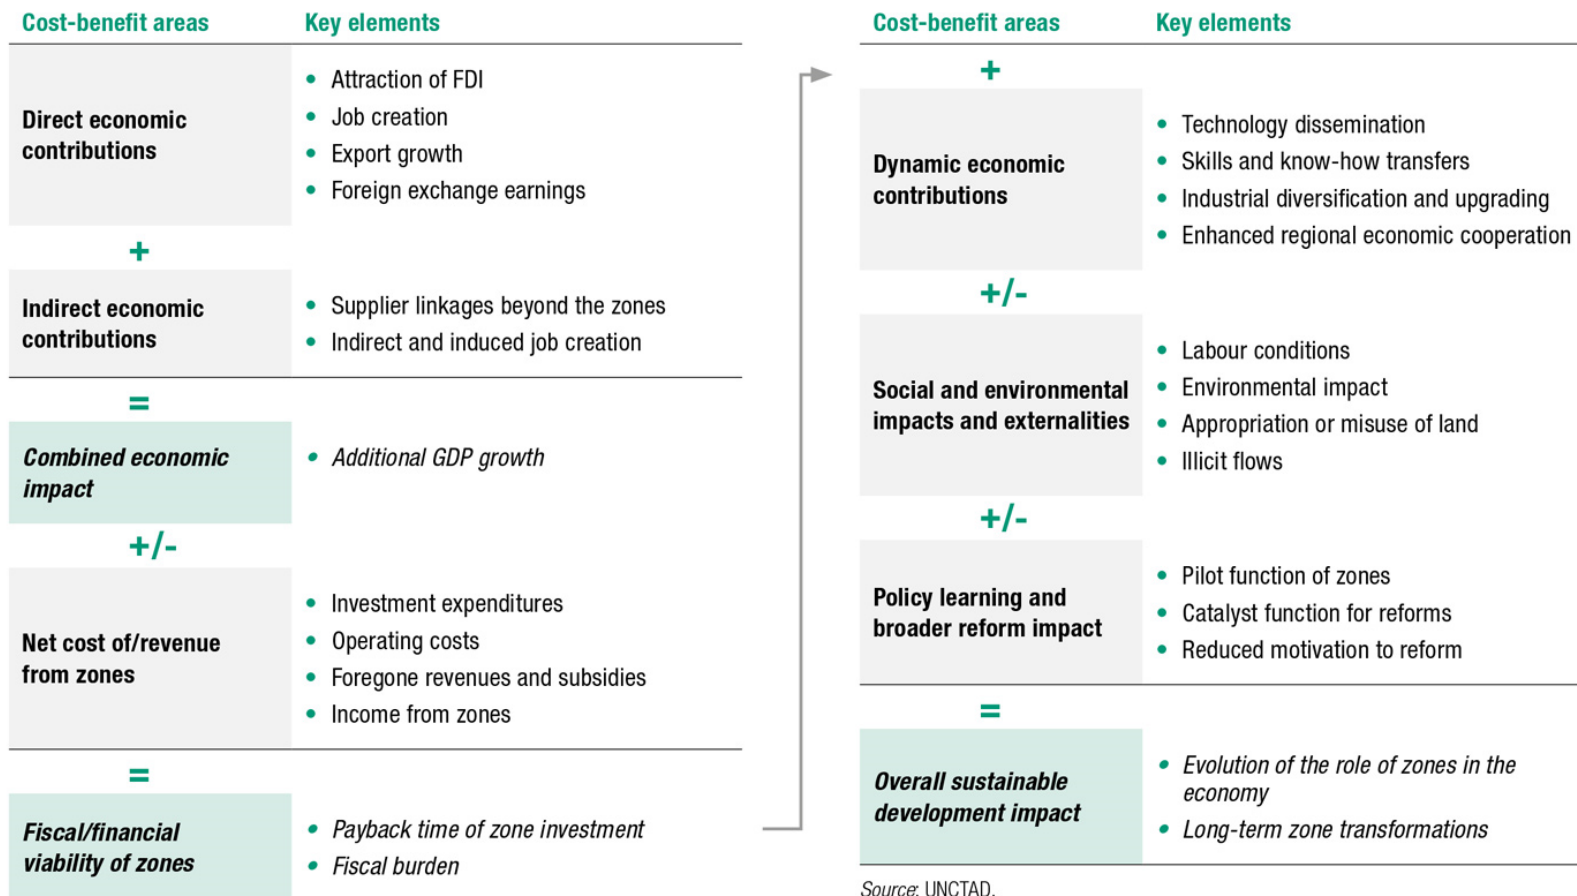 Cost-benefit areas Key elements
Direct economic
contributions
• Attraction of FDI
• Job creation
• Export growth
• Foreign exchange earnings
+
Indirect economic
contributions
• Supplier linkages beyond the zones
• Indirect and induced job creation
=
Combined economic
impact
• Additional GDP growth
+/-
Net cost of/revenue
from zones
• Investment expenditures
• Operating costs
• Foregone revenues and subsidies
• Income from zones
=
Fiscal/financial
viability of zones
• Payback time of zone investment
• Fiscal burden
Cost-benefit areas Key elements
+
Dynamic economic
contributions
• Technology dissemination
• Skills and know-how transfers
• Industrial diversification and upgrading
• Enhanced regional economic cooperation
+/-
Social and environmental
impacts and externalities
• Labour conditions
• Environmental impact
• Appropriation or misuse of land
• Illicit flows
+/-
Policy learning and
broader reform impact
• Pilot function of zones
• Catalyst function for reforms
• Reduced motivation to reform
=
Overall sustainable
development impact
• Evolution of the role of zones in the
economy
• Long-term zone transformations
Source: UNCTAD.